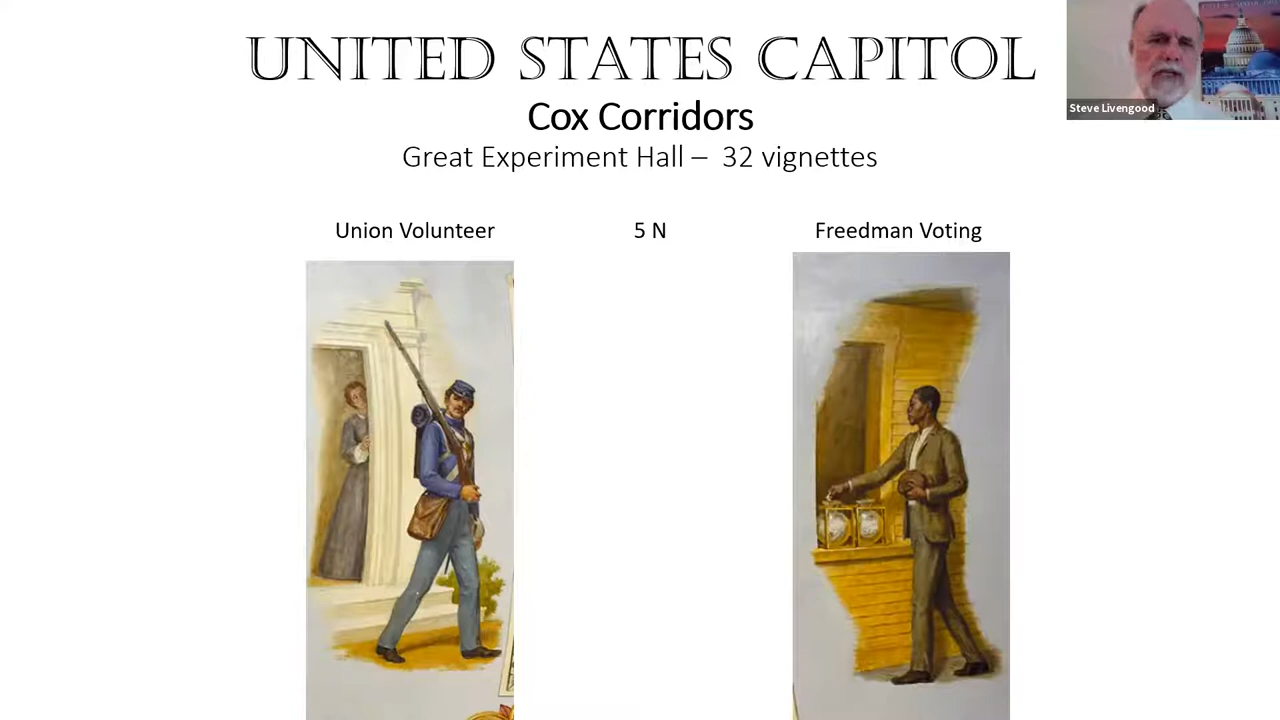 UNITED STATES CAPITOL
Cox Corridors
Great Experiment Hall – 32 vignettes
Union Volunteer 5 N Freedman Voting
Steve Livengood